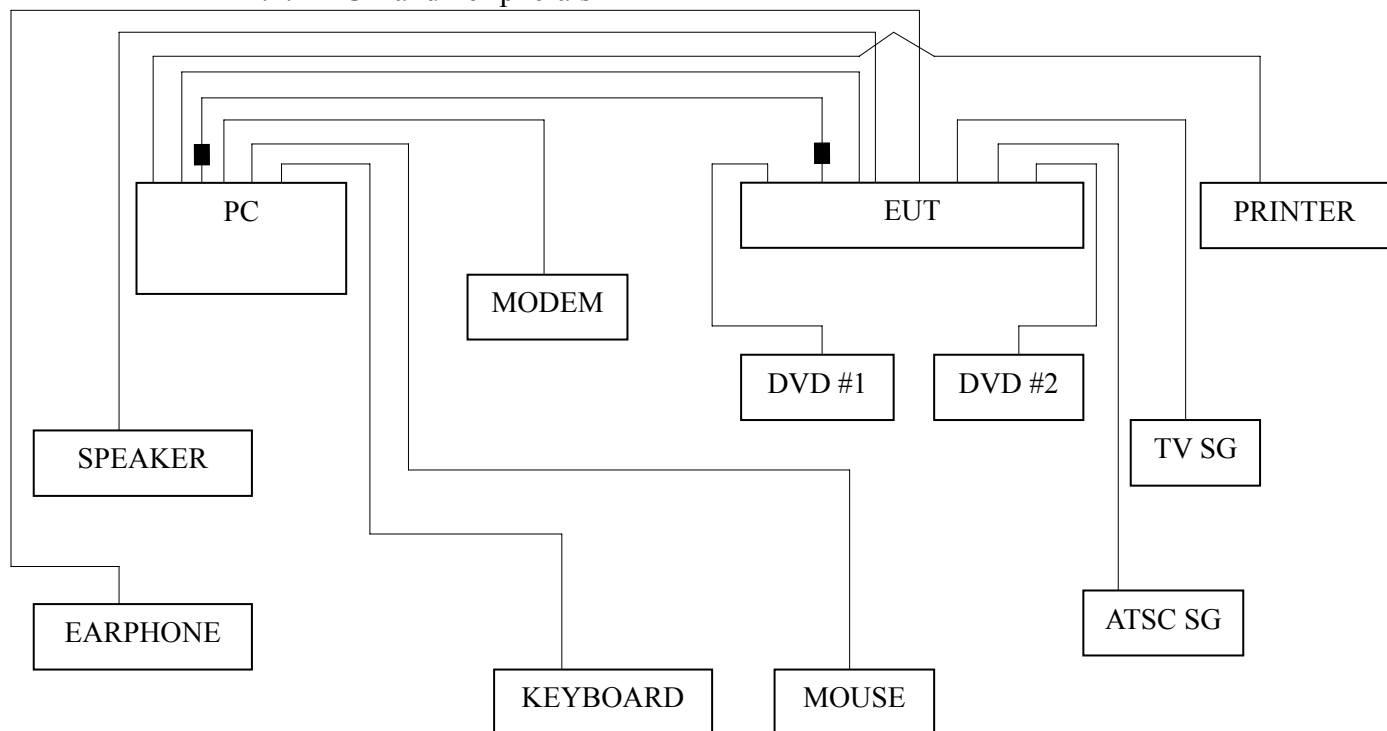 PC
EUT
PRINTER
MODEM
DVD #1
DVD #2
SPEAKER
TV SG
EARPHONE
ATSC SG
KEYBOARD
MOUSE